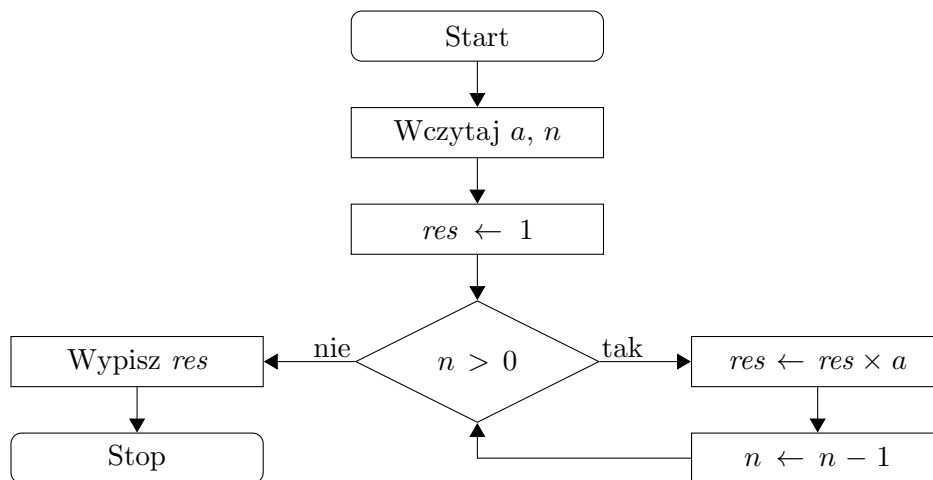 Start
Wczytaj a, n
res ← 1
n > 0
nie
tak
Wypisz res
res ← res × a
Stop
n ← n − 1